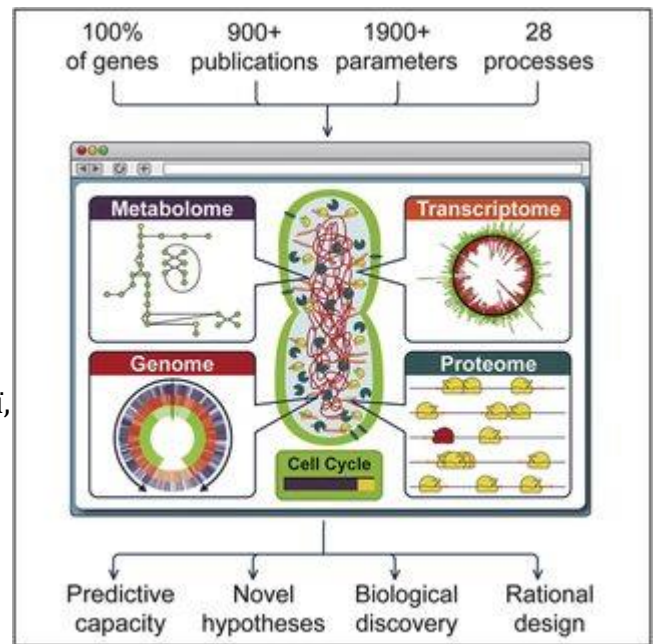 100%
of genes
900+
publications
1900+
parameters
28
processes
Metabolome
Transcriptome
Genome
Proteome
Cell Cycle
Predictive
capacity
Novel
hypotheses
Biological
discovery
Rational
design